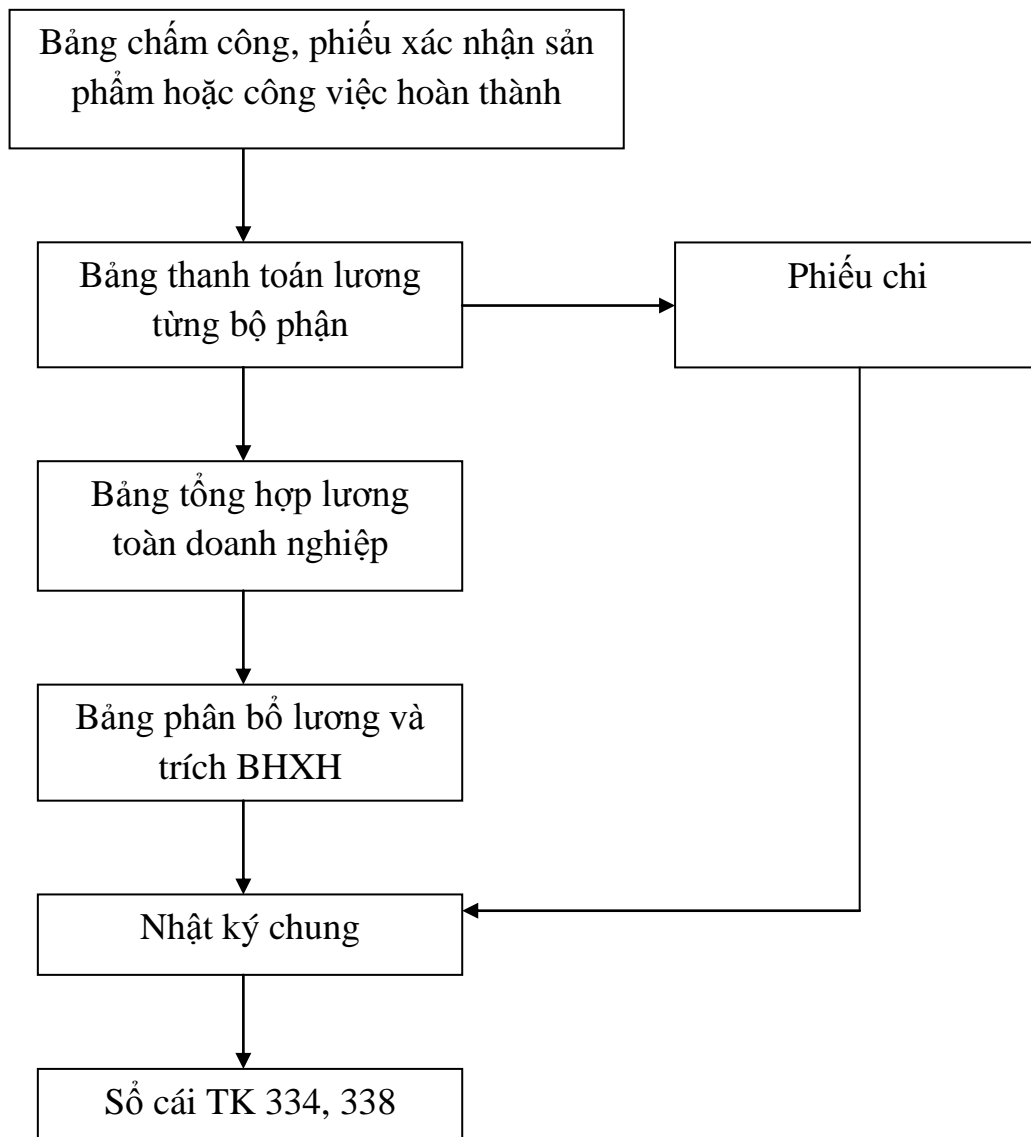 Bảng chấm công, phiếu xác nhận sản
phẩm hoặc công việc hoàn thành
Bảng thanh toán lương
từng bộ phận
Phiếu chi
Bảng tổng hợp lương
toàn doanh nghiệp
Bảng phân bổ lương và
trích BHXH
Nhật ký chung
Sổ cái TK 334, 338